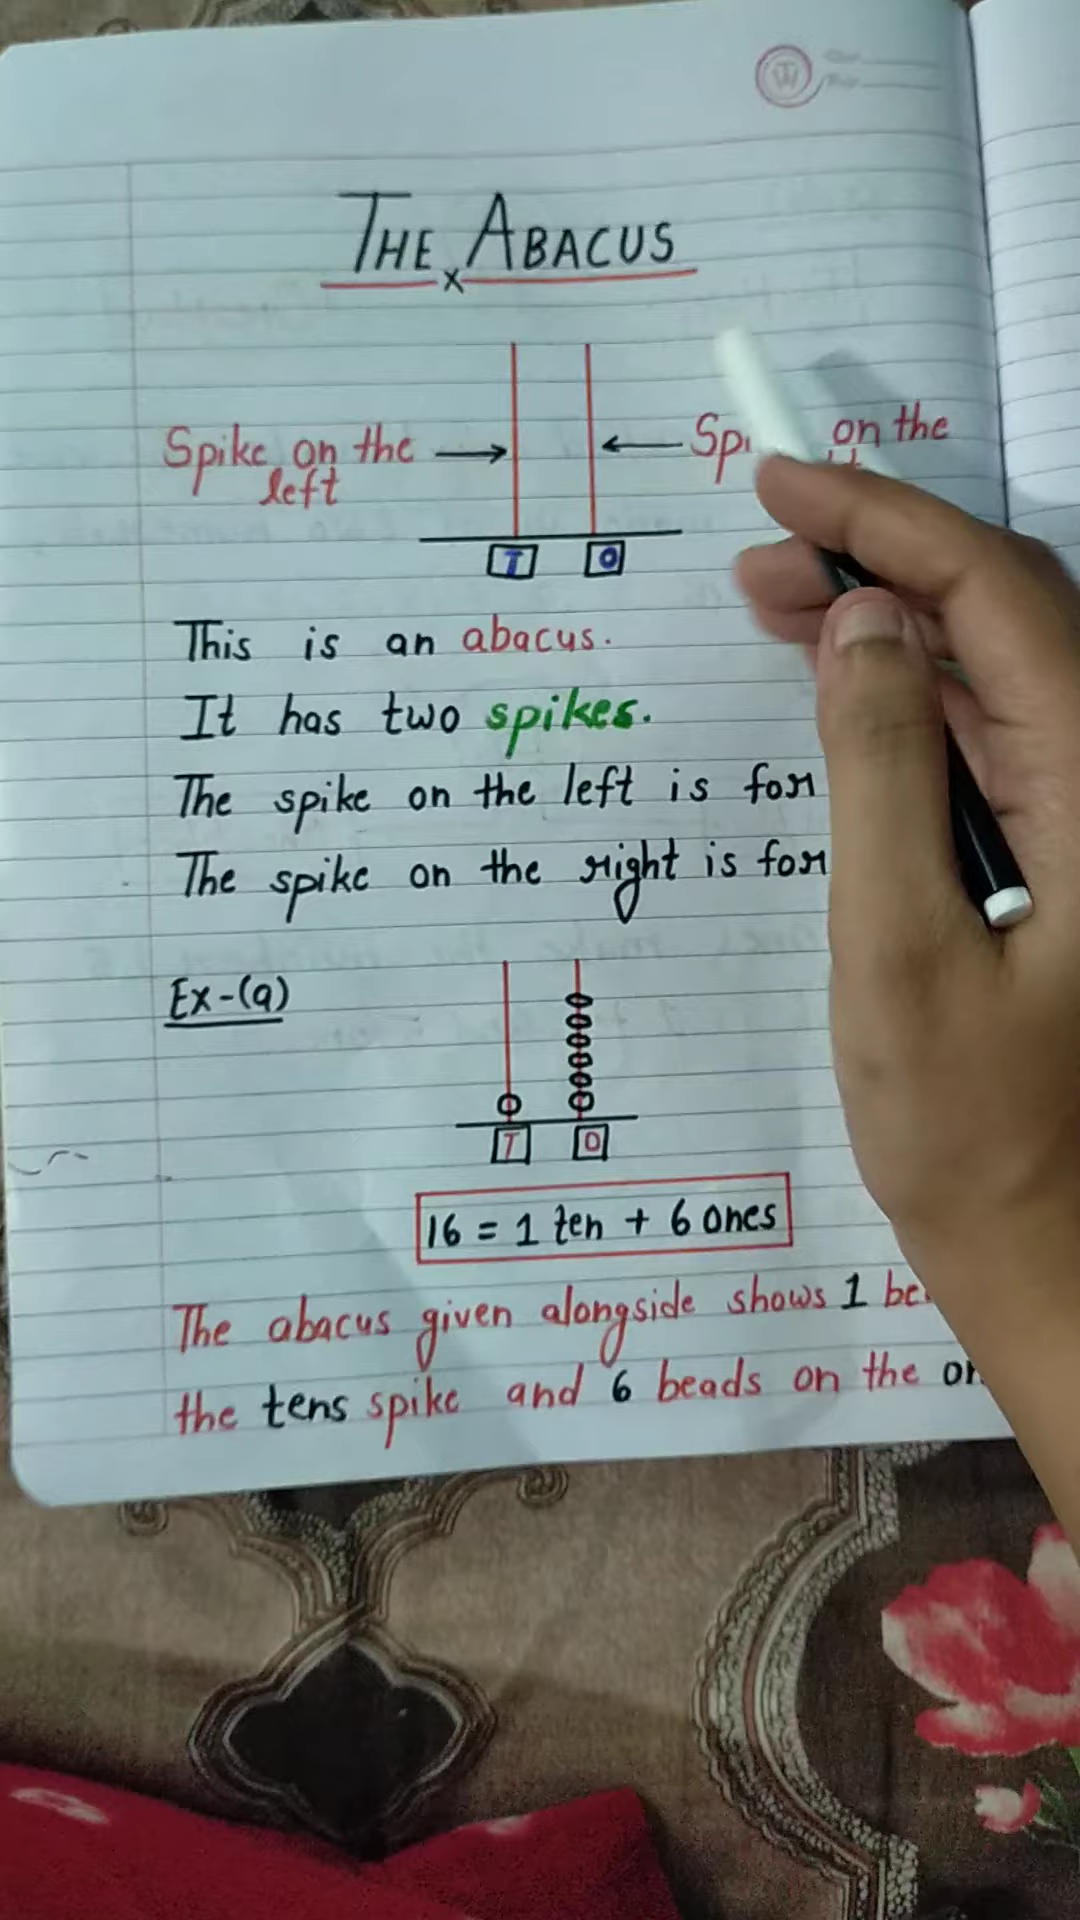 THE ABACUS
Spike on the
left
on the
T O
This is an abacus.
It has two spikes.
The spike on the left is for
The spike on the right is for
Ex-(a)
T O
16 = 1 ten + 6 ones
The abacus given alongside shows 1
the tens spike and 6 beads on the